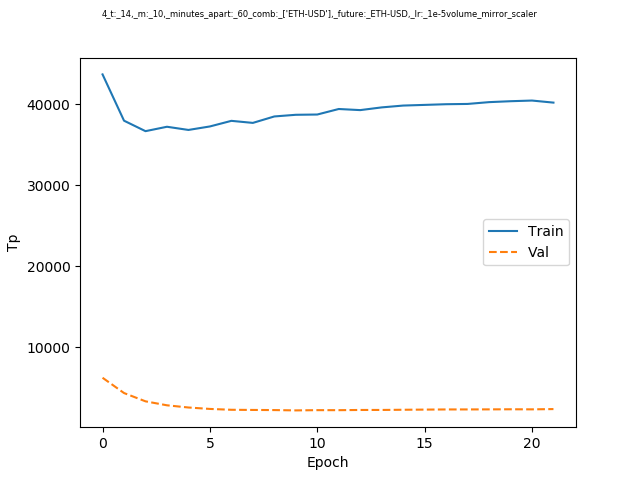 4_t:_14,_m:_10,_minutes_apart:_60_comb:_['ETH-USD'],_future:_ETH-USD,_lr:_1e-5volume_mirror_scaler
40000
30000
20000
10000
Tp
Train
Val
0 5 10 15 20
Epoch